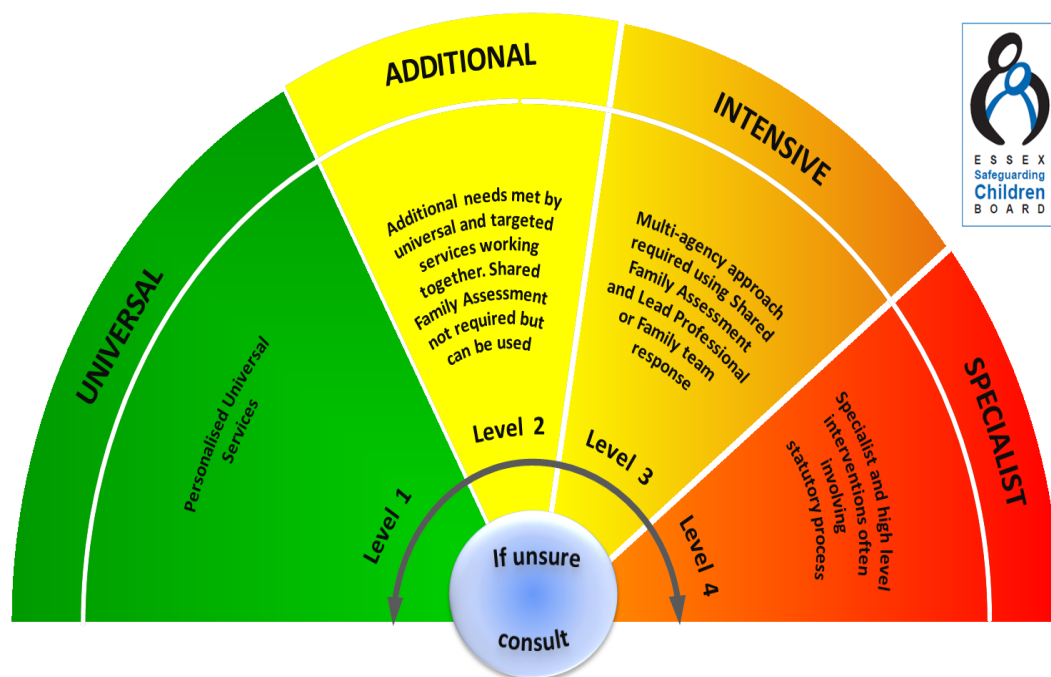 UNIVERSAL
Personalised Universal
Services
Level 1
ADDITIONAL
Additional needs met by
universal and targeted
services working
together. Shared
Family Assessment
not required but
can be used
Level 2
INTENSIVE
Multi-agency approach
required using Shared
Family Assessment
and Lead Professional
or Family team
response
Level 3
SPECIALIST
Specialist and high level
interventions often
involving
statutory process
Level 4
If unsure
consult
ESSEX
Safeguarding
Children
BOARD